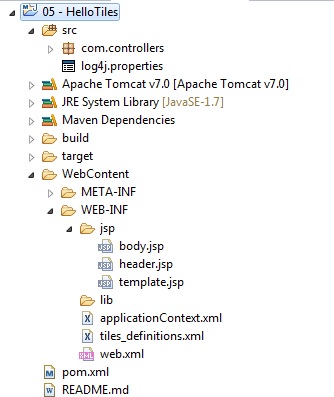 05 - HelloTiles
src
com.controllers
log4j.properties
Apache Tomcat v7.0 [Apache Tomcat v7.0]
JRE System Library [JavaSE-1.7]
Maven Dependencies
build
target
WebContent
META-INF
WEB-INF
jsp
body.jsp
header.jsp
template.jsp
lib
applicationContext.xml
tiles_definitions.xml
web.xml
pom.xml
README.md